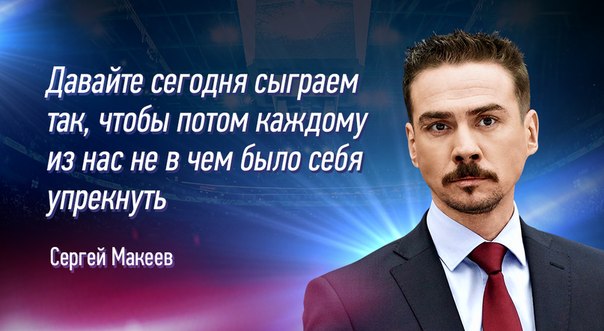 Давайте сегодня сыграем
так, чтобы потом каждому
из нас не в чем было себя
упрекнуть
Сергей Макеев